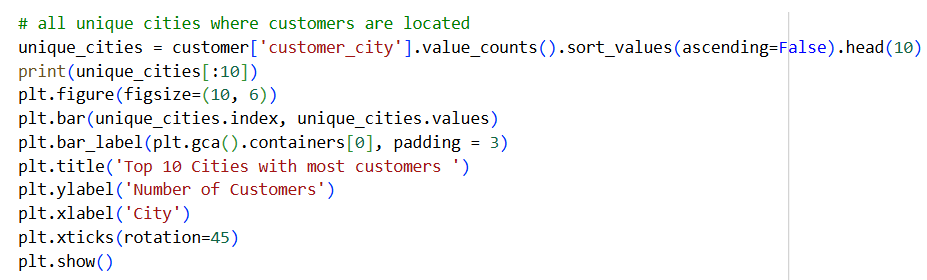 # all unique cities where customers are located
unique_cities = customer['customer_city'].value_counts().sort_values(ascending=False).head(10)
print(unique_cities[:10])
plt.figure(figsize=(10, 6))
plt.bar(unique_cities.index, unique_cities.values)
plt.bar_label(plt.gca().containers[0], padding = 3)
plt.title('Top 10 Cities with most customers ')
plt.ylabel('Number of Customers')
plt.xlabel('City')
plt.xticks(rotation=45)
plt.show()